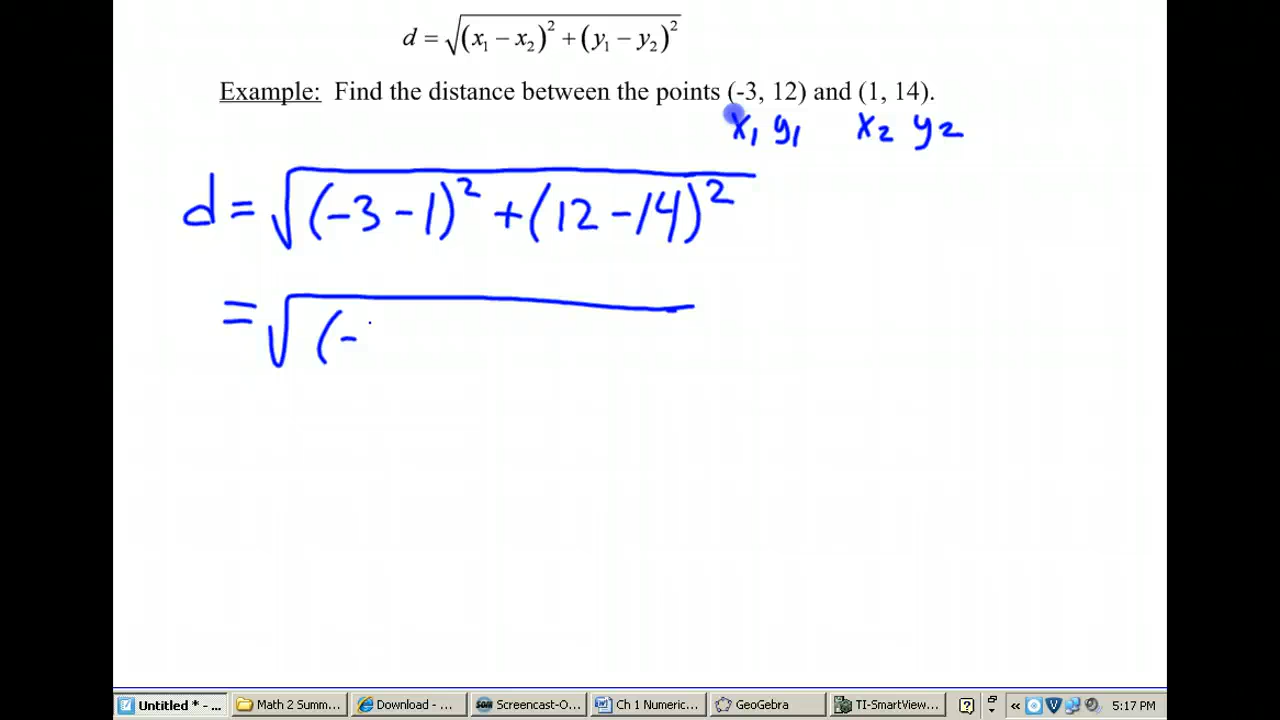 d = √(x₁ − x₂)² + (y₁ − y₂)²
Example: Find the distance between the points (-3, 12) and (1, 14).
x₁ y₁ x₂ y₂
d = √(-3 - 1)² + (12 - 14)²
= √(-
Untitled * - ... Math 2 Summ... Download - ... Screencast-O... Ch 1 Numeric... GeoGebra TI-SmartView... « 5:17 PM